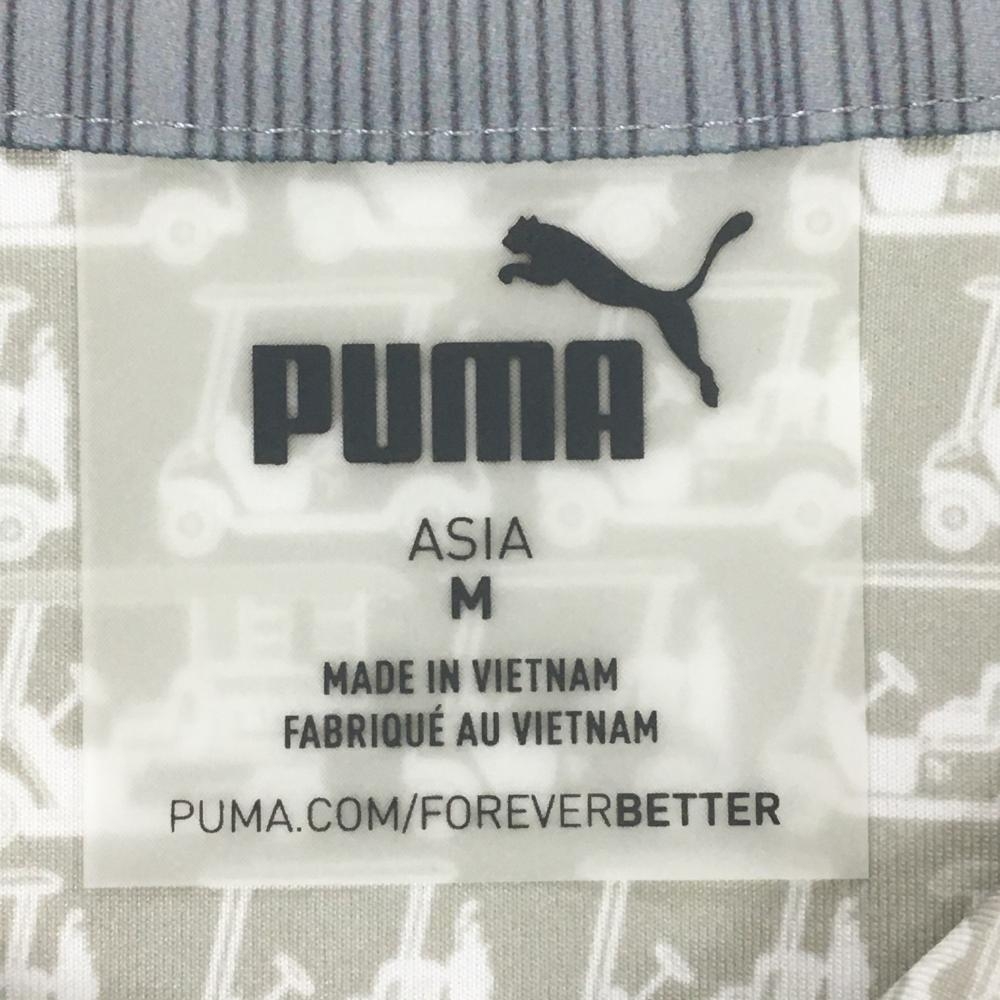 PUMA
ASIA
M
MADE IN VIETNAM
FABRIQUÉ AU VIETNAM
PUMA.COM/FOREVERBETTER